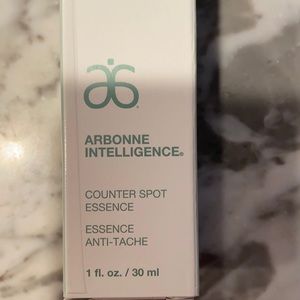 ARBONNE
INTELLIGENCE®
COUNTER SPOT
ESSENCE
ESSENCE
ANTI-TACHE
1 fl. oz. / 30 ml